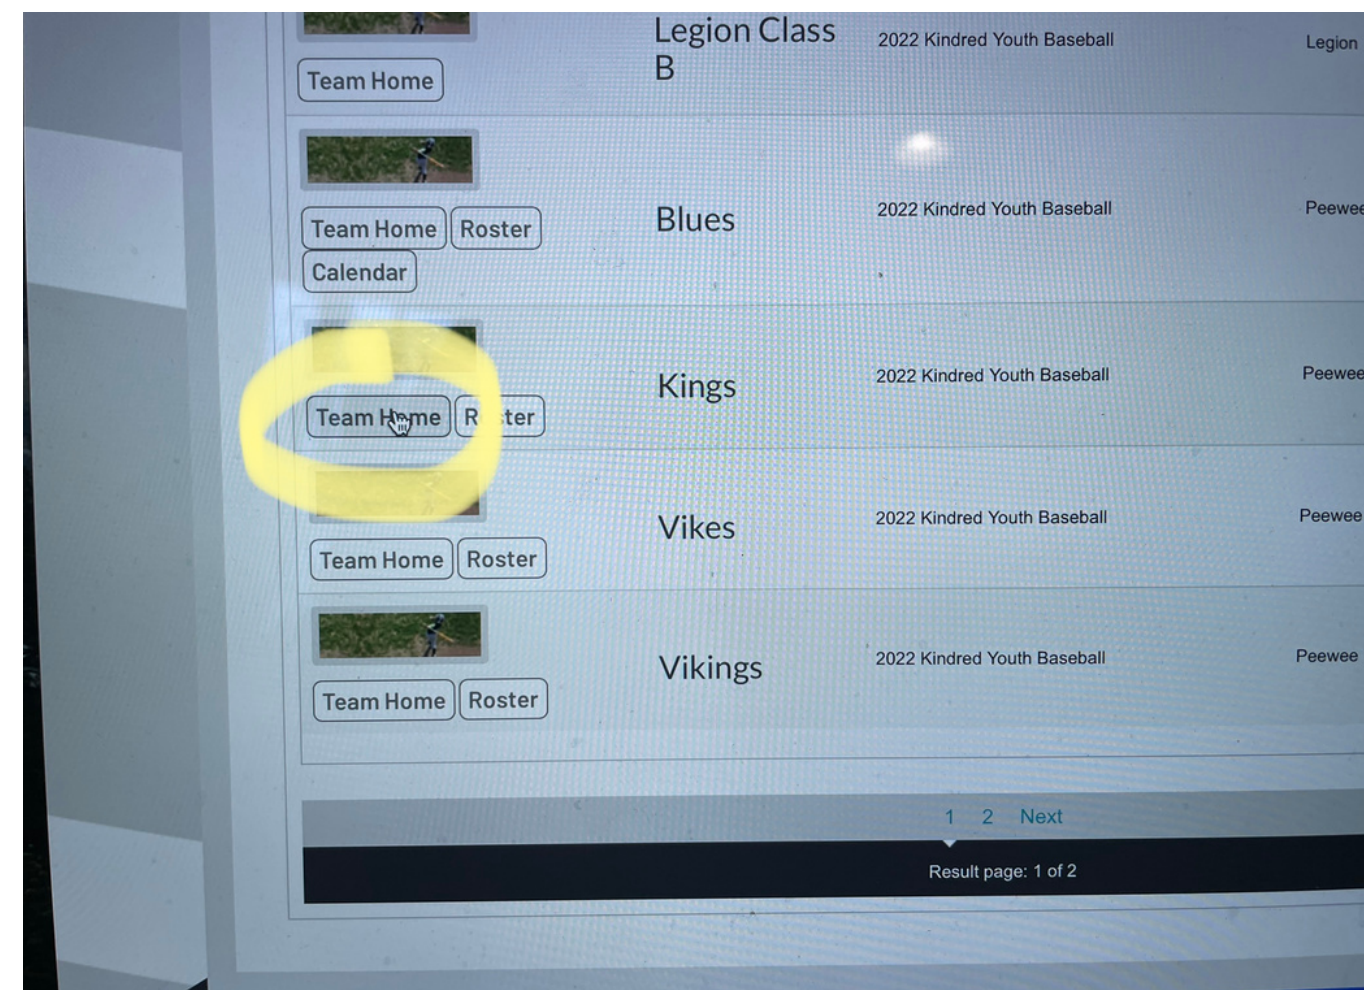 Legion Class
B
2022 Kindred Youth Baseball
Legion
Team Home
Team Home
Roster
Calendar
Blues
2022 Kindred Youth Baseball
Peewee
Team Home
Roster
Kings
2022 Kindred Youth Baseball
Peewee
Team Home
Roster
Vikes
2022 Kindred Youth Baseball
Peewee
Team Home
Roster
Vikings
2022 Kindred Youth Baseball
Peewee
1 2 Next
Result page: 1 of 2